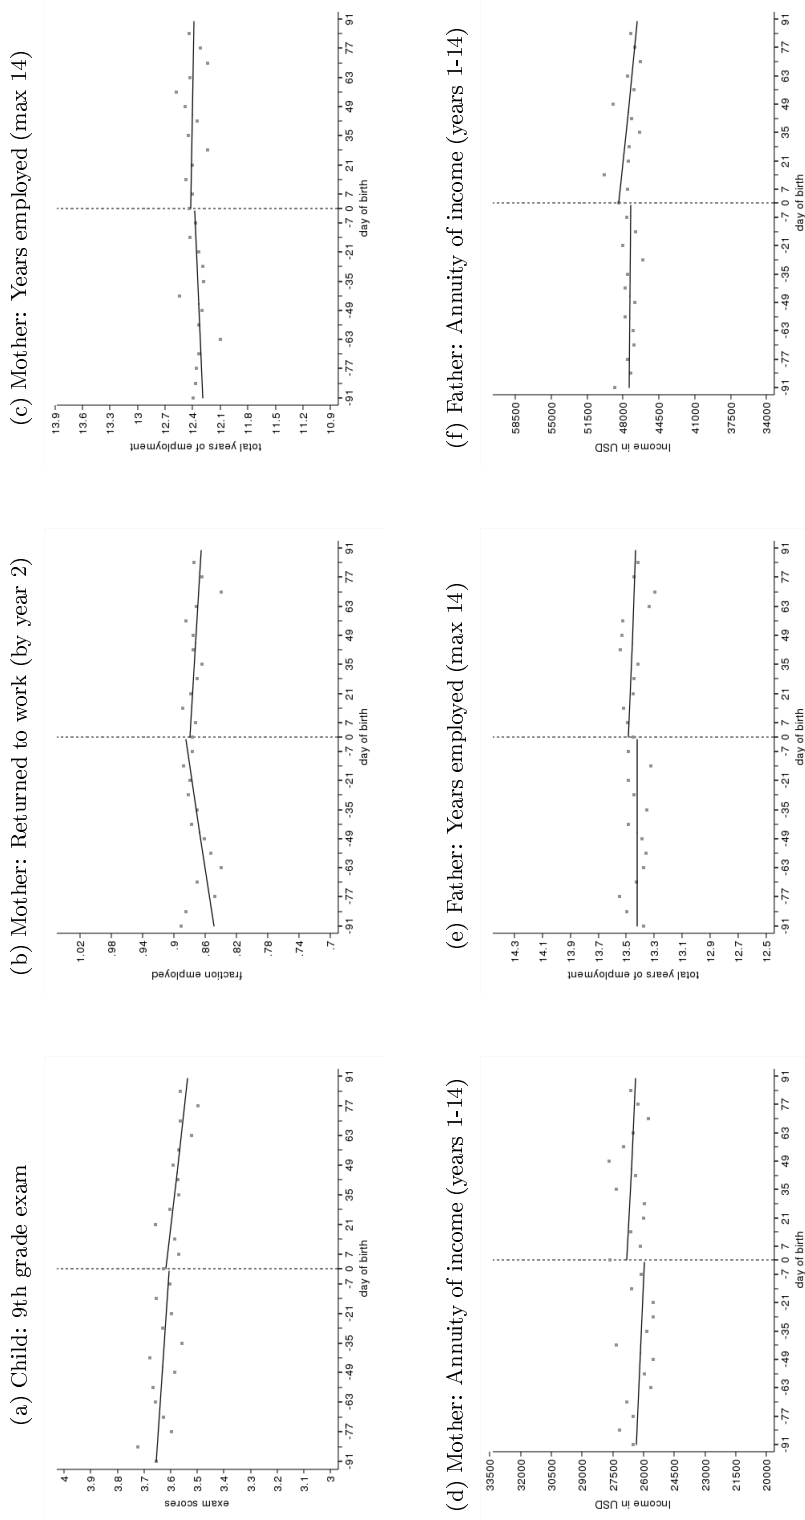 (a) Child: 9th grade exam
exam scores
4
3.9
3.8
3.7
3.6
3.5
3.4
3.3
3.2
3.1
3
-91 -77 -63 -49 -35 -21 -7 0 7 21 35 49 63 77 91
day of birth
(b) Mother: Returned to work (by year 2)
fraction employed
1.02
.98
.94
.9
.86
.82
.78
.74
.7
-91 -77 -63 -49 -35 -21 -7 0 7 21 35 49 63 77 91
day of birth
(c) Mother: Years employed (max 14)
total years of employment
13.9
13.6
13.3
13
12.7
12.4
12.1
11.8
11.5
11.2
10.9
-91 -77 -63 -49 -35 -21 -7 0 7 21 35 49 63 77 91
day of birth
(d) Mother: Annuity of income (years 1-14)
Income in USD
33500
32000
30500
29000
27500
26000
24500
23000
21500
20000
-91 -77 -63 -49 -35 -21 -7 0 7 21 35 49 63 77 91
day of birth
(e) Father: Years employed (max 14)
total years of employment
14.3
14.1
13.9
13.7
13.5
13.3
13.1
12.9
12.7
12.5
-91 -77 -63 -49 -35 -21 -7 0 7 21 35 49 63 77 91
day of birth
(f) Father: Annuity of income (years 1-14)
Income in USD
58500
55000
51500
48000
44500
41000
37500
34000
-91 -77 -63 -49 -35 -21 -7 0 7 21 35 49 63 77 91
day of birth